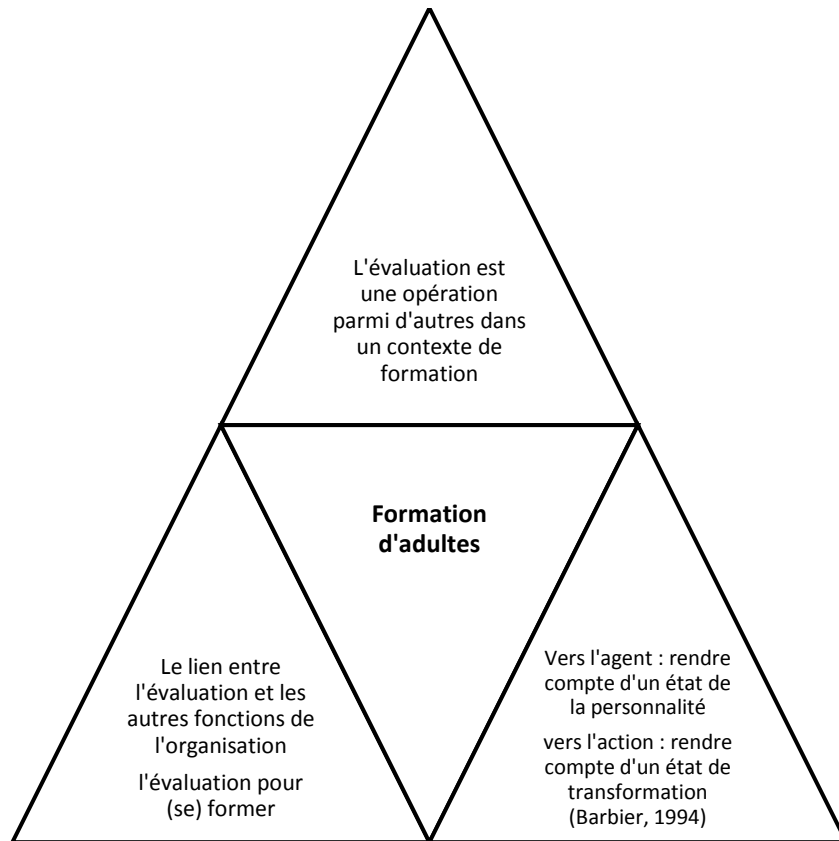 L'évaluation est
une opération
parmi d'autres dans
un contexte de
formation
Formation
d'adultes
Le lien entre
l'évaluation et les
autres fonctions de
l'organisation
l'évaluation pour
(se) former
Vers l'agent : rendre
compte d'un état de
la personnalité
vers l'action : rendre
compte d'un état de
transformation
(Barbier, 1994)